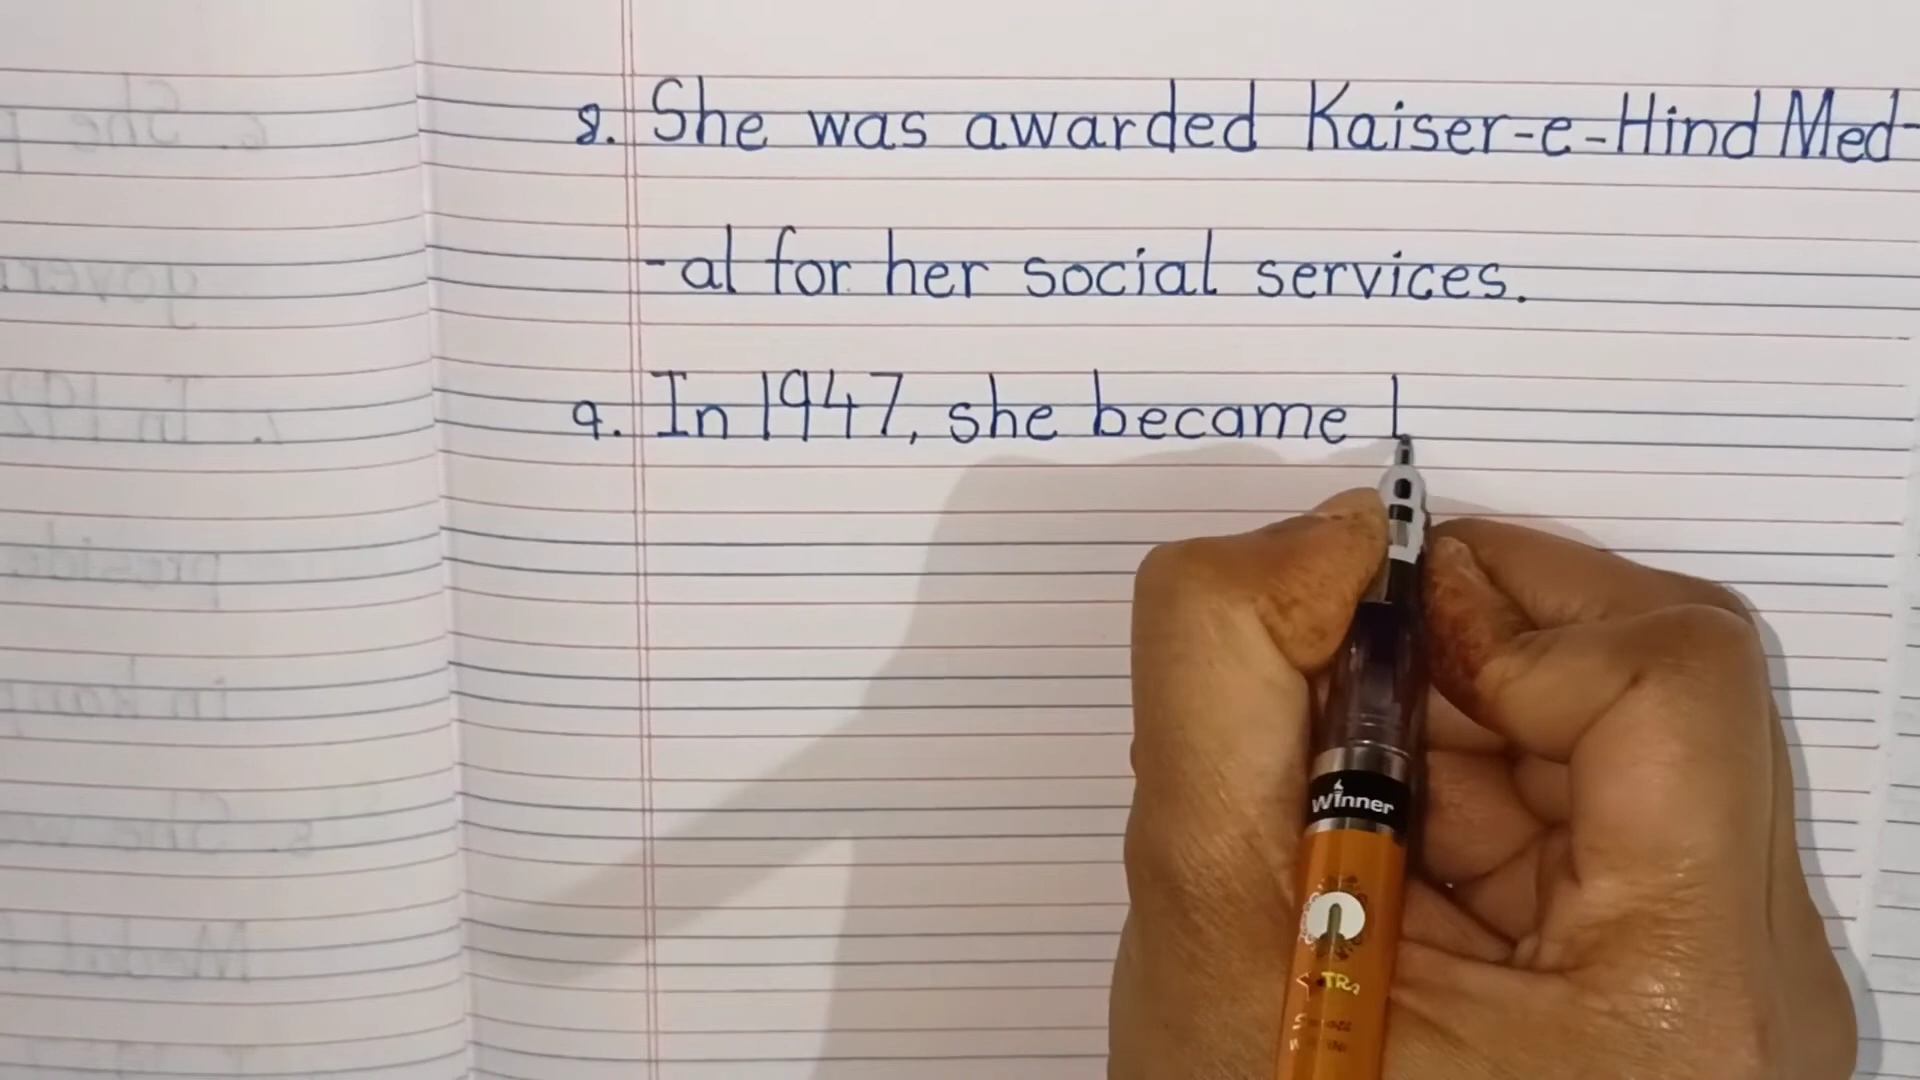 8. She was awarded Kaiser-e-Hind Med-
-al for her social services.
9. In 1947, she became
Winner